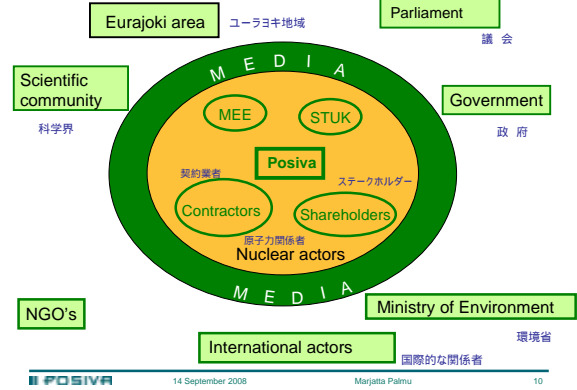 Parliament
議 会
Eurajoki area
ユーラヨキ地域
M E D I A
Scientific
community
科学界
Government
政 府
MEE
STUK
Posiva
契約業者
ステークホルダー
Contractors
Shareholders
原子力関係者
Nuclear actors
M E D I A
NGO's
Ministry of Environment
環境省
International actors
国際的な関係者
POSIVA
14 September 2008
Marjatta Palmu
10